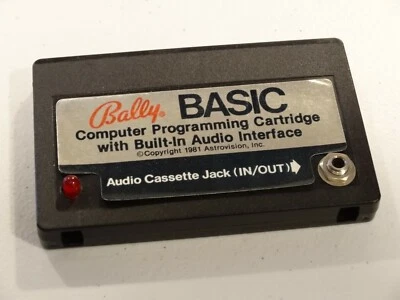 Bally® BASIC
Computer Programming Cartridge
with Built-In Audio Interface
©Copyright 1981 Astrovision, Inc.
Audio Cassette Jack (IN/OUT)